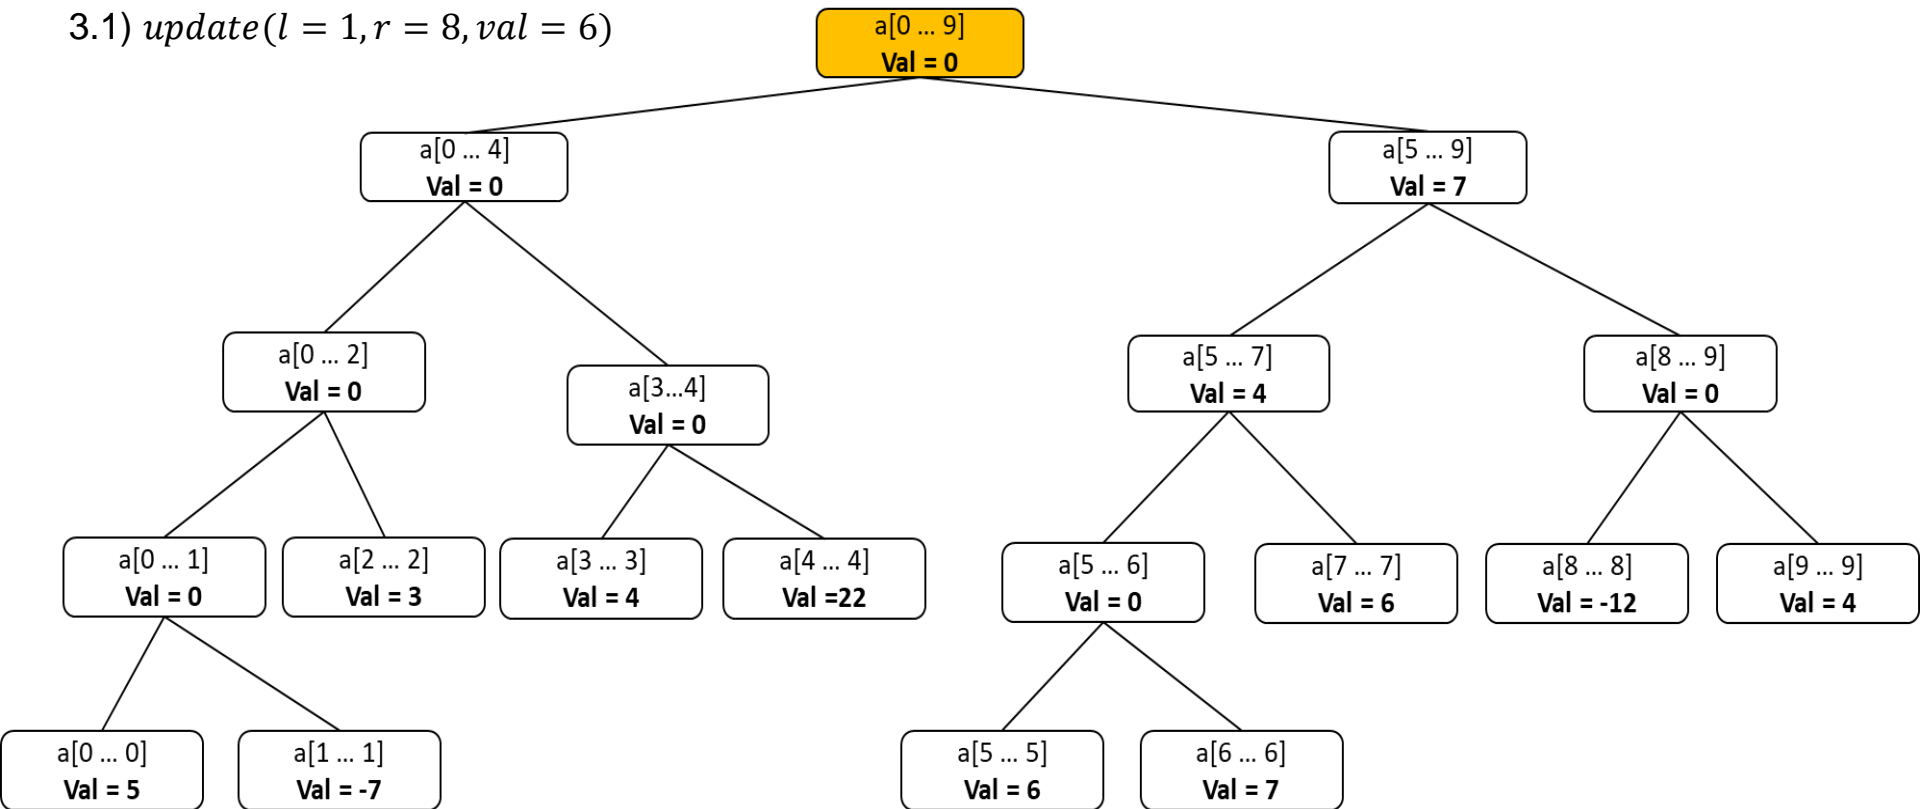 3.1) update(l = 1, r = 8, val = 6)
a[0 ... 9]
Val = 0
a[0 ... 4]
Val = 0
a[5 ... 9]
Val = 7
a[0 ... 2]
Val = 0
a[3...4]
Val = 0
a[5 ... 7]
Val = 4
a[8 ... 9]
Val = 0
a[0 ... 1]
Val = 0
a[2 ... 2]
Val = 3
a[3 ... 3]
Val = 4
a[4 ... 4]
Val =22
a[5 ... 6]
Val = 0
a[7 ... 7]
Val = 6
a[8 ... 8]
Val = -12
a[9 ... 9]
Val = 4
a[0 ... 0]
Val = 5
a[1 ... 1]
Val = -7
a[5 ... 5]
Val = 6
a[6 ... 6]
Val = 7